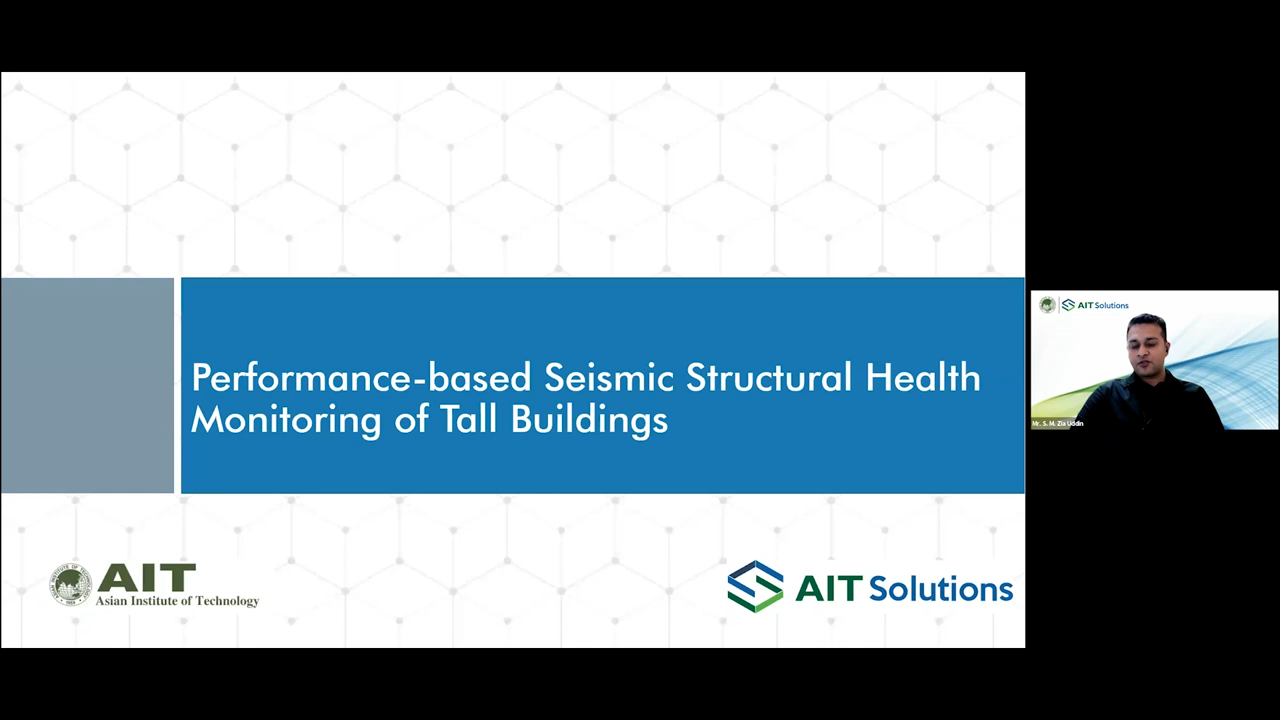 Performance-based Seismic Structural Health
Monitoring of Tall Buildings
AIT
Asian Institute of Technology
AIT Solutions
AIT Solutions
Mr. S. M. Zia Uddin